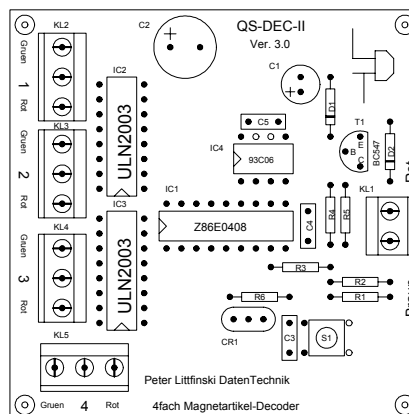 QS-DEC-II
Ver. 3.0
KL2
Gruen
1
Rot
C2
C1
D1
IC2
ULN2003
C5
IC4
93C06
T1
E
B
C
BC547
D2
KL3
Gruen
2
Rot
IC1
Z86E0408
IC3
ULN2003
C4
R4
R5
KL1
Rot
KL4
Gruen
3
Rot
R3
R2
R1
R6
CR1
C3
S1
KL5
Gruen 4 Rot
Peter Littfinski DatenTechnik
4fach Magnetartikel-Decoder